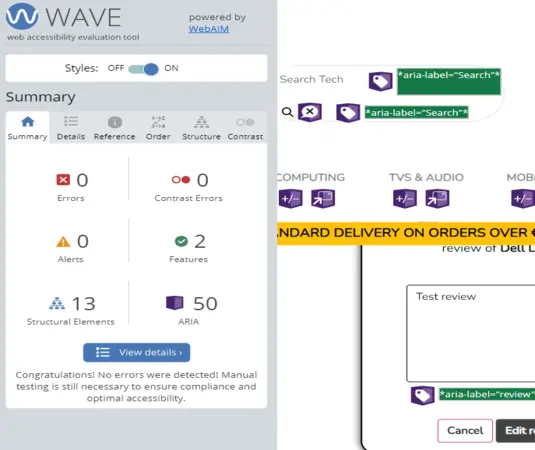 WAVE
web accessibility evaluation tool
powered by
WebAIM
Styles: OFF ON
Summary
Summary Details Reference Order Structure Contrast
0
Errors
0
Contrast Errors
0
Alerts
2
Features
13
Structural Elements
50
ARIA
View details ›
Congratulations! No errors were detected! Manual
testing is still necessary to ensure compliance and
optimal accessibility.
Search Tech
*aria-label="Search"*
*aria-label="Search"*
COMPUTING TVS & AUDIO MOBI
+/- +/- +/-
NDARD DELIVERY ON ORDERS OVER €
review of Dell L
Test review
*aria-label="review"
Cancel Edit re